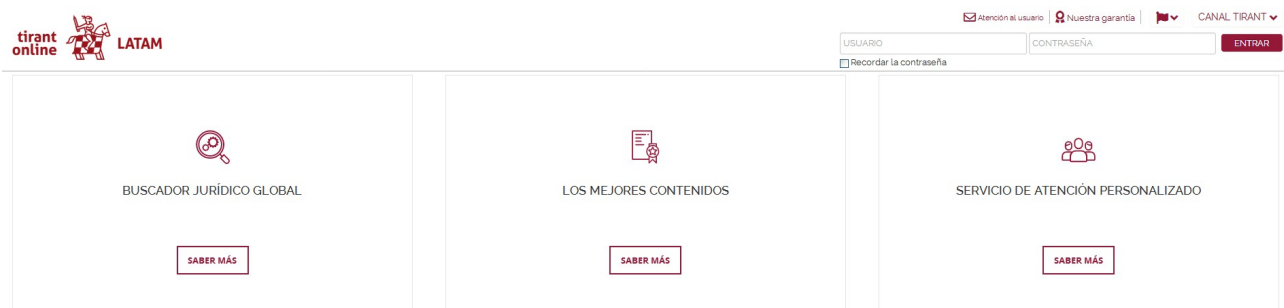 Atención al usuario
Nuestra garantía
CANAL TIRANT
tirant
online
LATAM
USUARIO
CONTRASEÑA
ENTRAR
Recordar la contraseña
BUSCADOR JURÍDICO GLOBAL
LOS MEJORES CONTENIDOS
SERVICIO DE ATENCIÓN PERSONALIZADO
SABER MÁS
SABER MÁS
SABER MÁS